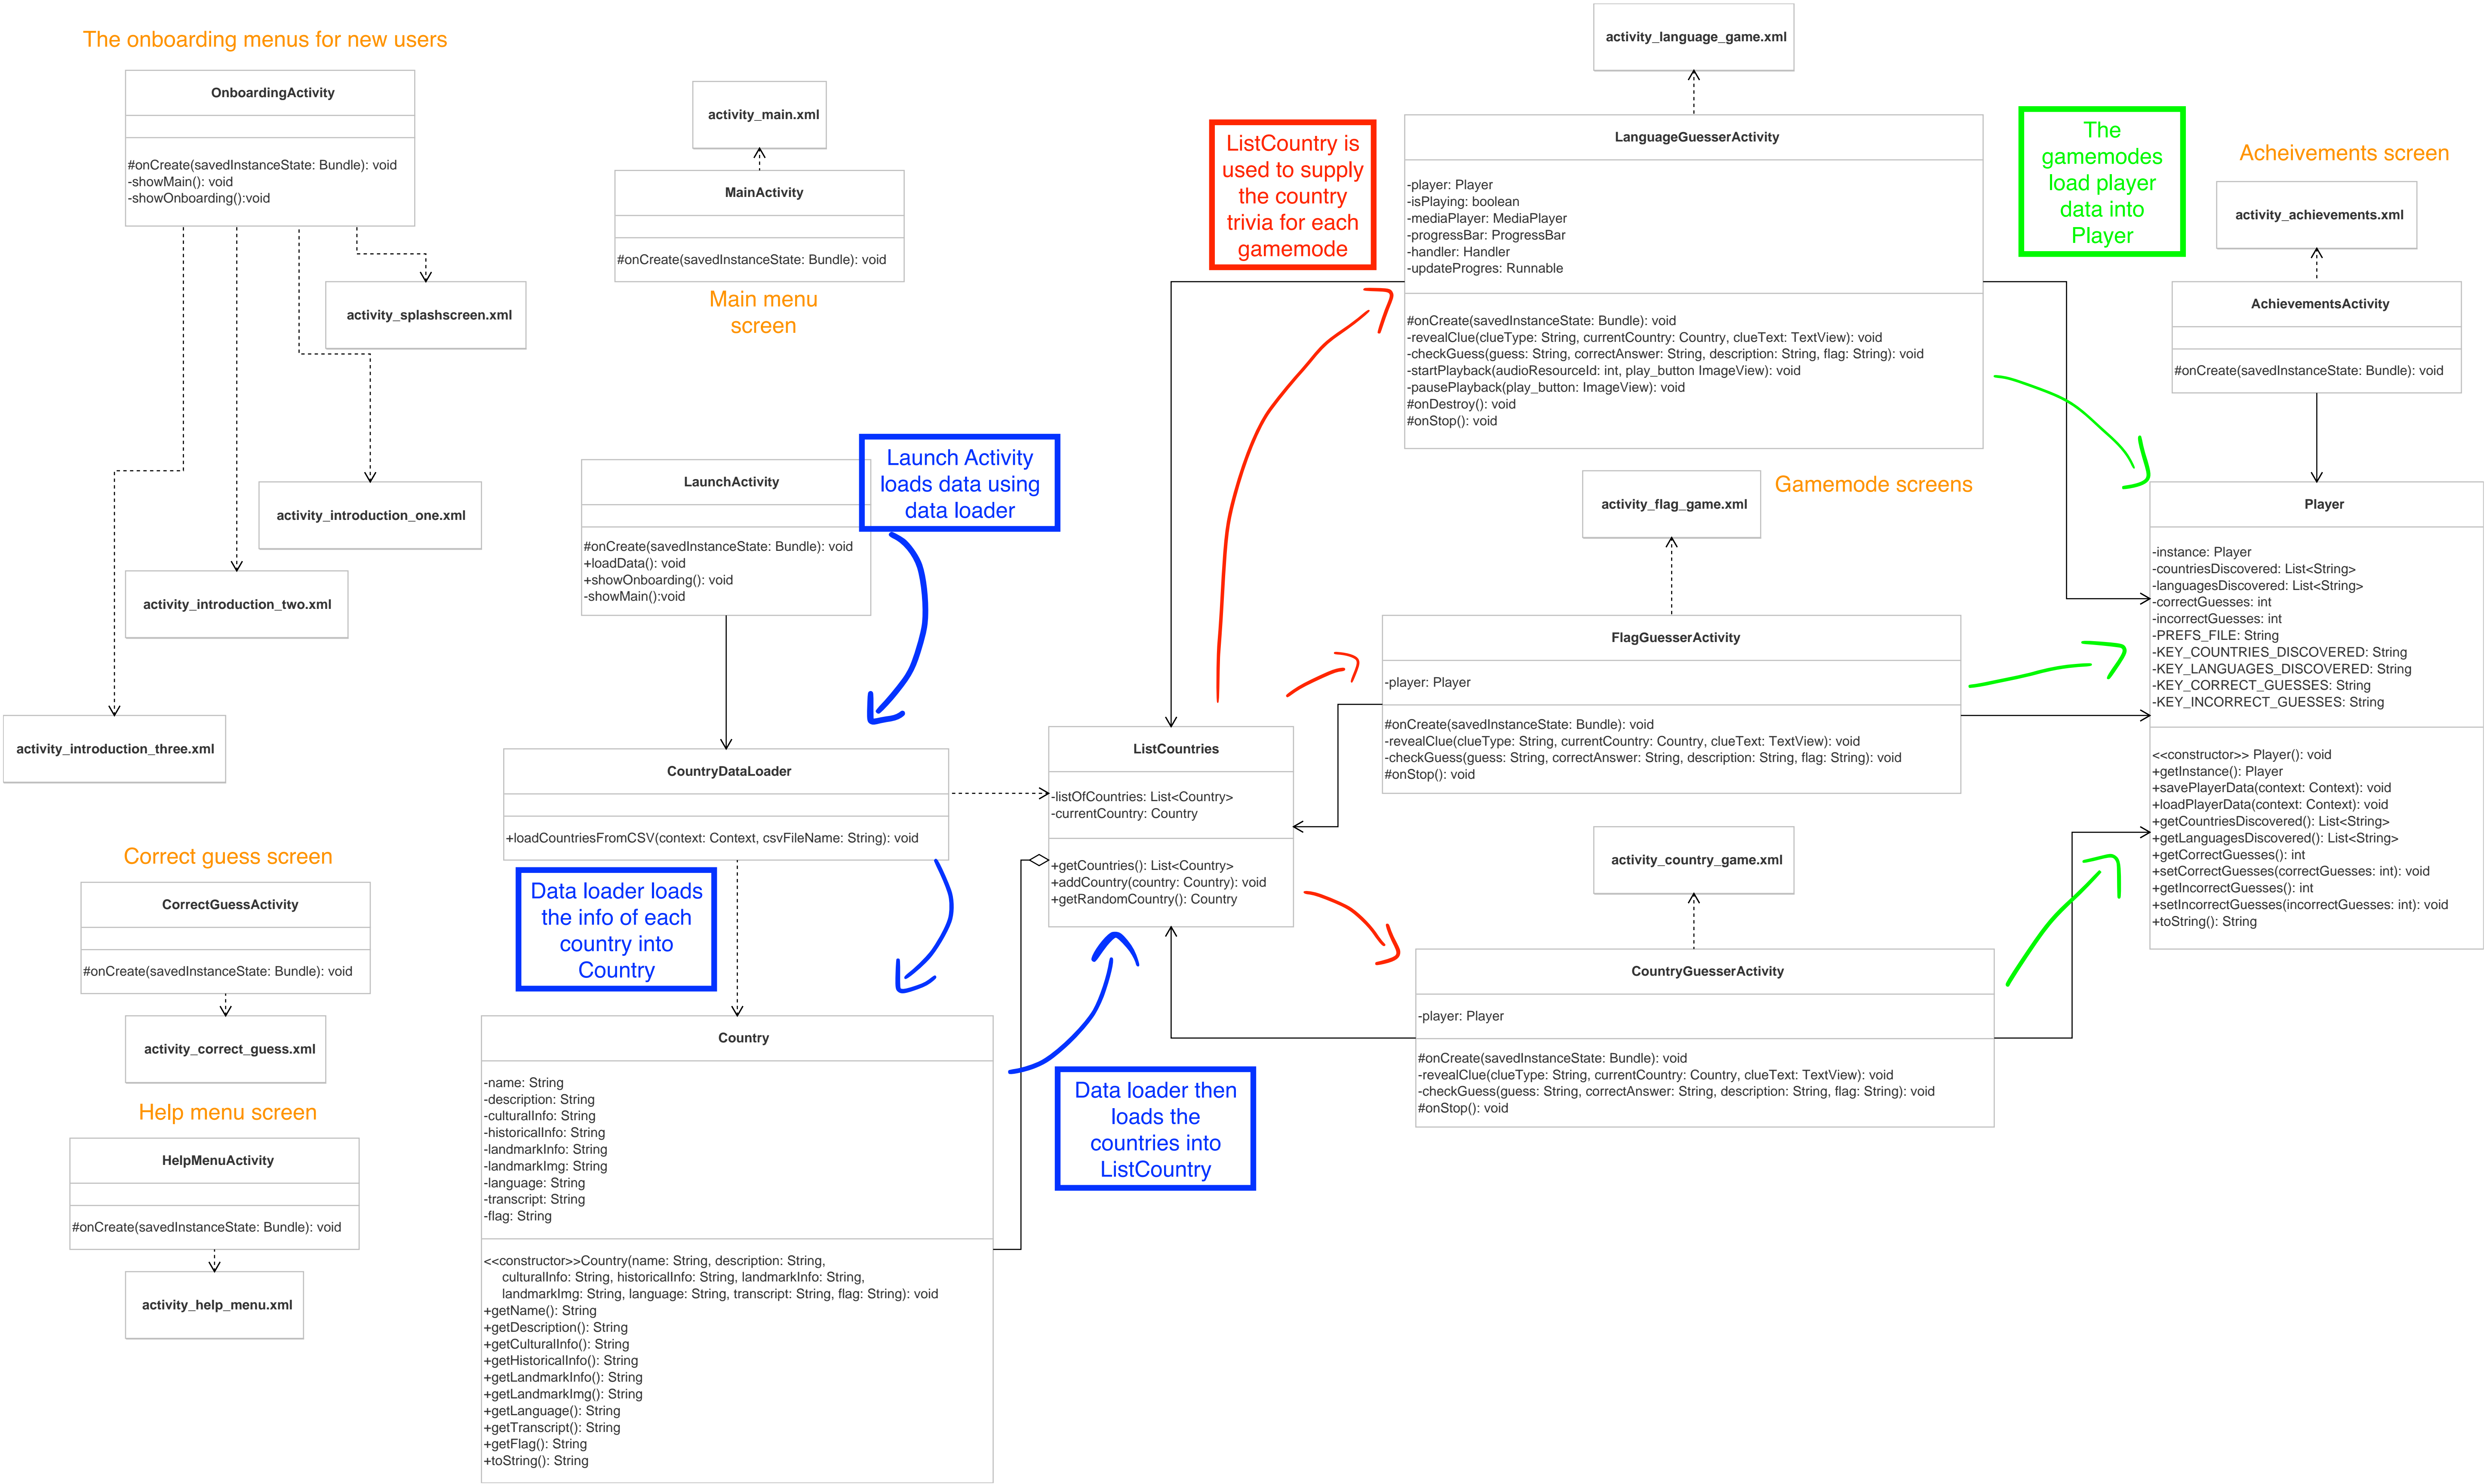 The onboarding menus for new users
OnboardingActivity
#onCreate(savedInstanceState: Bundle): void
-showMain(): void
-showOnboarding():void
activity_splashscreen.xml
activity_introduction_one.xml
activity_introduction_two.xml
activity_introduction_three.xml
activity_main.xml
MainActivity
#onCreate(savedInstanceState: Bundle): void
Main menu
screen
LaunchActivity
#onCreate(savedInstanceState: Bundle): void
+loadData(): void
+showOnboarding(): void
-showMain():void
Launch Activity
loads data using
data loader
CountryDataLoader
+loadCountriesFromCSV(context: Context, csvFileName: String): void
Data loader loads
the info of each
country into
Country
Correct guess screen
CorrectGuessActivity
#onCreate(savedInstanceState: Bundle): void
activity_correct_guess.xml
Help menu screen
HelpMenuActivity
#onCreate(savedInstanceState: Bundle): void
activity_help_menu.xml
Country
-name: String
-description: String
-culturalInfo: String
-historicalInfo: String
-landmarkInfo: String
-landmarkImg: String
-language: String
-transcript: String
-flag: String
<<constructor>>Country(name: String, description: String,
culturalInfo: String, historicalInfo: String, landmarkInfo: String,
landmarkImg: String, language: String, transcript: String, flag: String): void
+getName(): String
+getDescription(): String
+getCulturalInfo(): String
+getHistoricalInfo(): String
+getLandmarkInfo(): String
+getLandmarkImg(): String
+getLanguage(): String
+getTranscript(): String
+getFlag(): String
+toString(): String
Data loader then
loads the
countries into
ListCountry
ListCountries
-listOfCountries: List<Country>
-currentCountry: Country
+getCountries(): List<Country>
+addCountry(country: Country): void
+getRandomCountry(): Country
ListCountry is
used to supply
the country
trivia for each
gamemode
activity_language_game.xml
LanguageGuesserActivity
-player: Player
-isPlaying: boolean
-mediaPlayer: MediaPlayer
-progressBar: ProgressBar
-handler: Handler
-updateProgres: Runnable
#onCreate(savedInstanceState: Bundle): void
-revealClue(clueType: String, currentCountry: Country, clueText: TextView): void
-checkGuess(guess: String, correctAnswer: String, description: String, flag: String): void
-startPlayback(audioResourceId: int, play_button ImageView): void
-pausePlayback(play_button: ImageView): void
#onDestroy(): void
#onStop(): void
Gamemode screens
activity_flag_game.xml
FlagGuesserActivity
-player: Player
#onCreate(savedInstanceState: Bundle): void
-revealClue(clueType: String, currentCountry: Country, clueText: TextView): void
-checkGuess(guess: String, correctAnswer: String, description: String, flag: String): void
#onStop(): void
activity_country_game.xml
CountryGuesserActivity
-player: Player
#onCreate(savedInstanceState: Bundle): void
-revealClue(clueType: String, currentCountry: Country, clueText: TextView): void
-checkGuess(guess: String, correctAnswer: String, description: String, flag: String): void
#onStop(): void
The
gamemodes
load player
data into
Player
Acheivements screen
activity_achievements.xml
AchievementsActivity
#onCreate(savedInstanceState: Bundle): void
Player
-instance: Player
-countriesDiscovered: List<String>
-languagesDiscovered: List<String>
-correctGuesses: int
-incorrectGuesses: int
-PREFS_FILE: String
-KEY_COUNTRIES_DISCOVERED: String
-KEY_LANGUAGES_DISCOVERED: String
-KEY_CORRECT_GUESSES: String
-KEY_INCORRECT_GUESSES: String
<<constructor>> Player(): void
+getInstance(): Player
+savePlayerData(context: Context): void
+loadPlayerData(context: Context): void
+getCountriesDiscovered(): List<String>
+getLanguagesDiscovered(): List<String>
+getCorrectGuesses(): int
+setCorrectGuesses(correctGuesses: int): void
+getIncorrectGuesses(): int
+setIncorrectGuesses(incorrectGuesses: int): void
+toString(): String